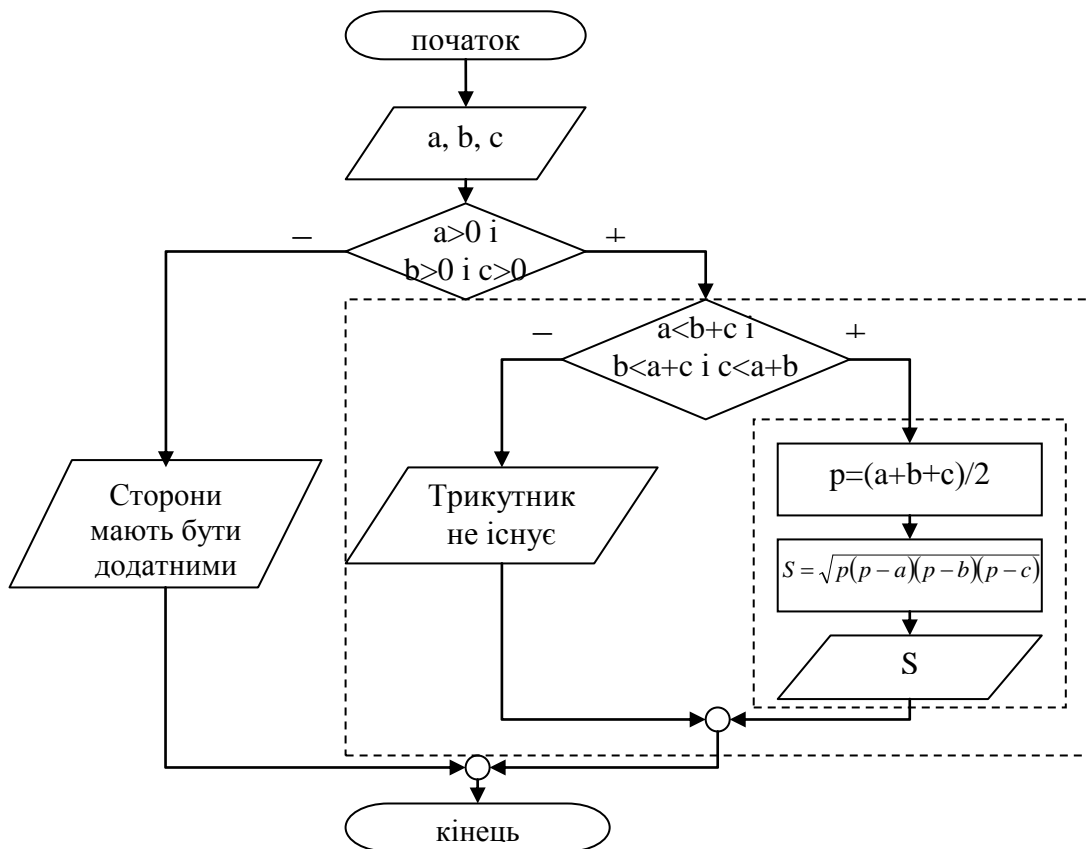 початок
a, b, c
–
+
a>0 і
b>0 і c>0
–
+
a<b+c і
b<a+c і c<a+b
Сторони
мають бути
додатними
Трикутник
не існує
p=(a+b+c)/2
S = √p(p − a)(p − b)(p − c)
S
кінець